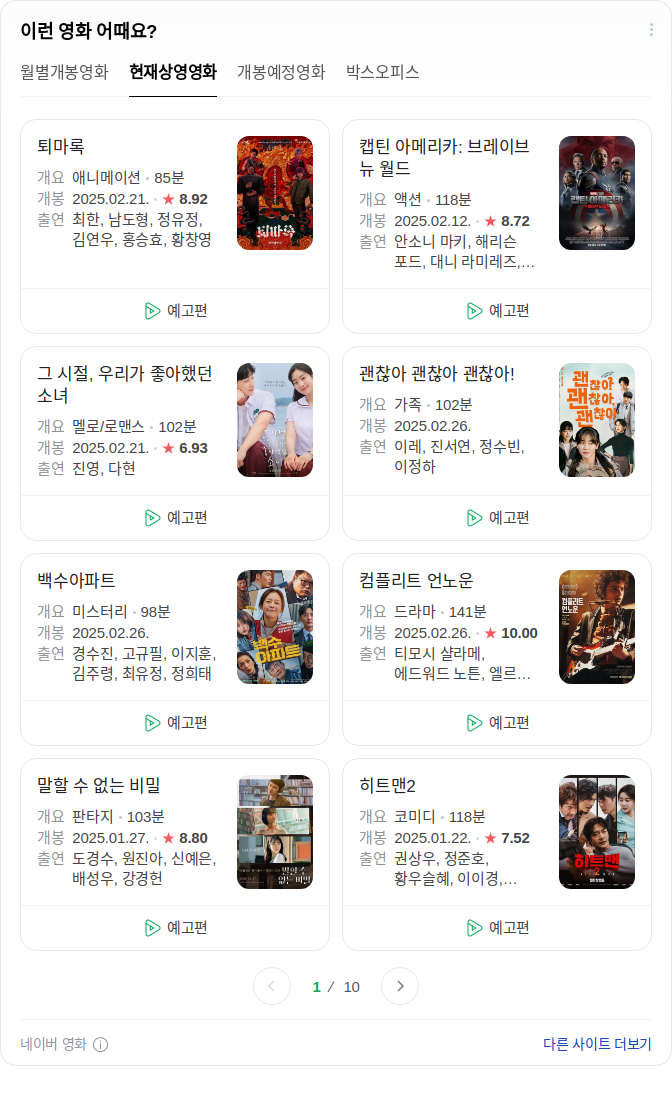 이런 영화 어때요?
월별개봉영화 현재상영영화 개봉예정영화 박스오피스
퇴마록
개요 애니메이션 85분
개봉 2025.02.21. ★ 8.92
출연 최한, 남도형, 정유정,
김연우, 홍승효, 황창영
퇴마록
예고편
캡틴 아메리카: 브레이브
뉴 월드
개요 액션 118분
개봉 2025.02.12. ★ 8.72
출연 안소니 마키, 해리슨
포드, 대니 라미레즈,...
캡틴 아메리카
예고편
그 시절, 우리가 좋아했던
소녀
개요 멜로/로맨스 102분
개봉 2025.02.21. ★ 6.93
출연 진영, 다현
예고편
괜찮아 괜찮아 괜찮아!
개요 가족 102분
개봉 2025.02.26.
출연 이레, 진서연, 정수빈,
이정하
괜찮아
괜찮아
괜찮아
예고편
백수아파트
개요 미스터리 98분
개봉 2025.02.26.
출연 경수진, 고규필, 이지훈,
김주령, 최유정, 정희태
백수
아파트
예고편
컴플리트 언노운
개요 드라마 141분
개봉 2025.02.26. ★ 10.00
출연 티모시 샬라메,
에드워드 노튼, 엘르...
컴플리트
언노운
예고편
말할 수 없는 비밀
개요 판타지 103분
개봉 2025.01.27. ★ 8.80
출연 도경수, 원진아, 신예은,
배성우, 강경헌
말할 수
없는 비밀
예고편
히트맨2
개요 코미디 118분
개봉 2025.01.22. ★ 7.52
출연 권상우, 정준호,
황우슬혜, 이이경,...
히트맨
2
예고편
1 / 10
네이버 영화
다른 사이트 더보기